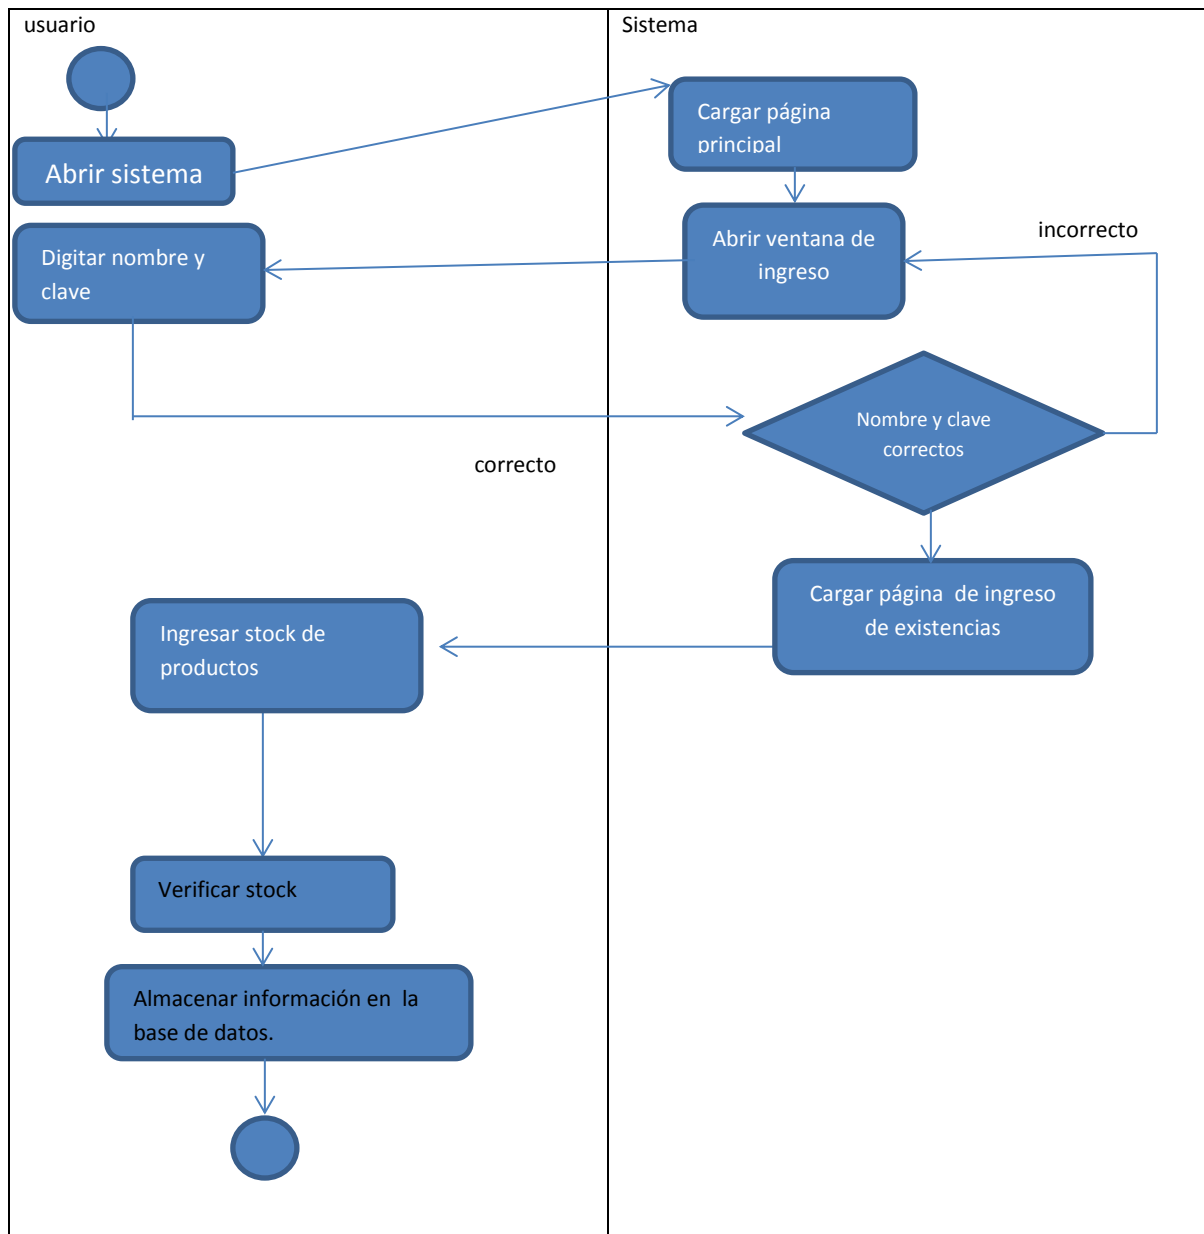 usuario
Sistema
Cargar página
principal
Abrir sistema
Digitar nombre y
clave
Abrir ventana de
ingreso
incorrecto
Nombre y clave
correctos
correcto
Cargar página de ingreso
de existencias
Ingresar stock de
productos
Verificar stock
Almacenar información en la
base de datos.